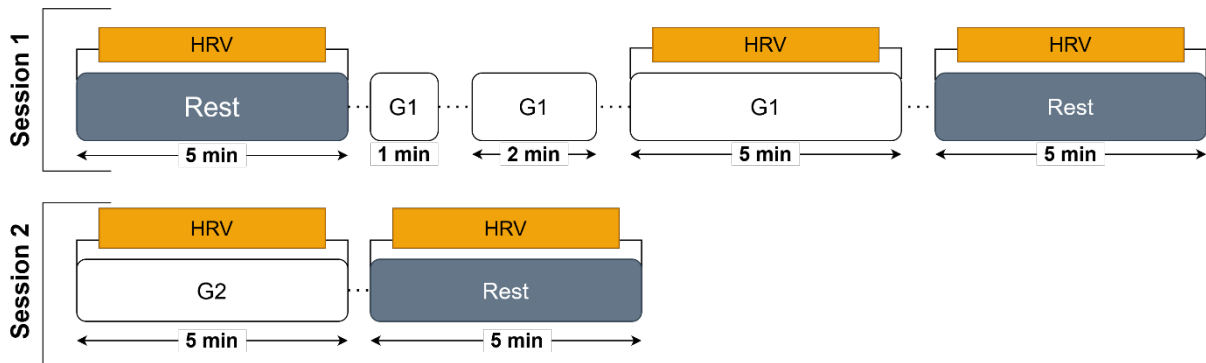 Session 1
HRV HRV HRV
Rest G1 G1 G1 Rest
5 min 1 min 2 min 5 min 5 min
Session 2
HRV HRV
G2 Rest
5 min 5 min